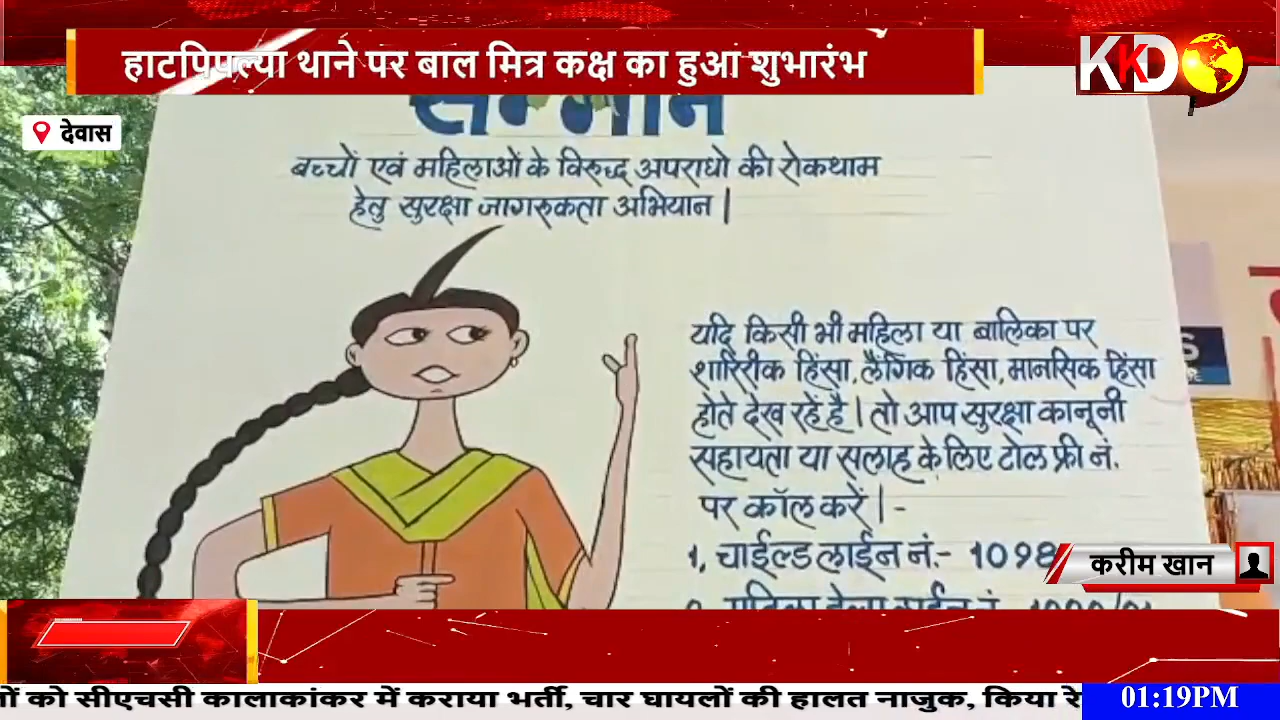 हाटपिपल्या थाने पर बाल मित्र कक्ष का हुआ शुभारंभ
KKD
देवास
सम्मान
बच्चों एवं महिलाओं के विरुद्ध अपराधो की रोकथाम
हेतु सुरक्षा जागरुकता अभियान |
यदि किसी भी महिला या बालिका पर
शारिरीक हिंसा, लैंगिक हिंसा, मानसिक हिंसा
होते देख रहें है | तो आप सुरक्षा कानूनी
सहायता या सलाह के लिए टोल फ्री नं.
पर कॉल करें | -
1, चाईल्ड लाईन नं.- 1098
करीम खान
को सीएचसी कालाकांकर में कराया भर्ती, चार घायलों की हालत नाजुक, किया
01:19PM